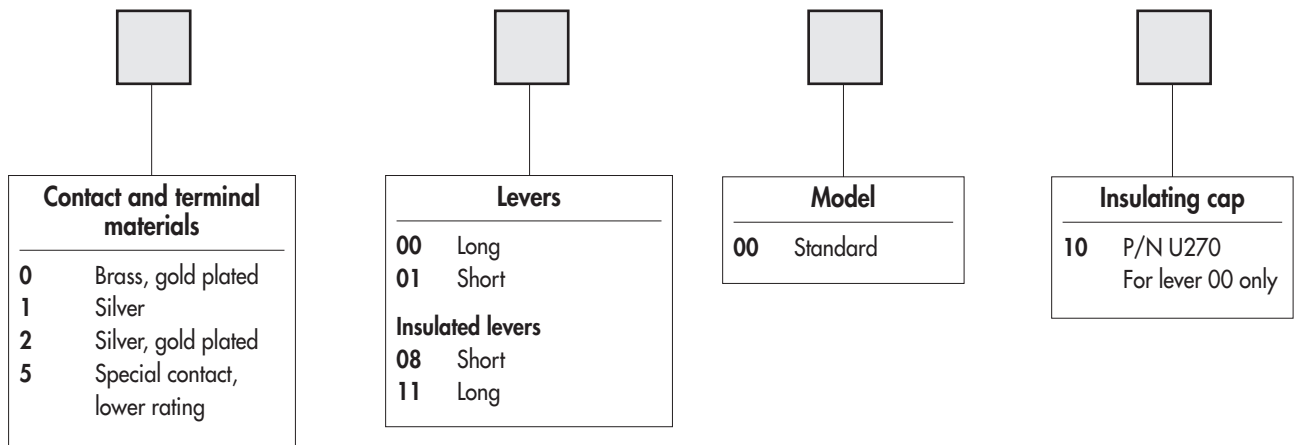 Contact and terminal
materials
0 Brass, gold plated
1 Silver
2 Silver, gold plated
5 Special contact,
lower rating
Levers
00 Long
01 Short
Insulated levers
08 Short
11 Long
Model
00 Standard
Insulating cap
10 P/N U270
For lever 00 only